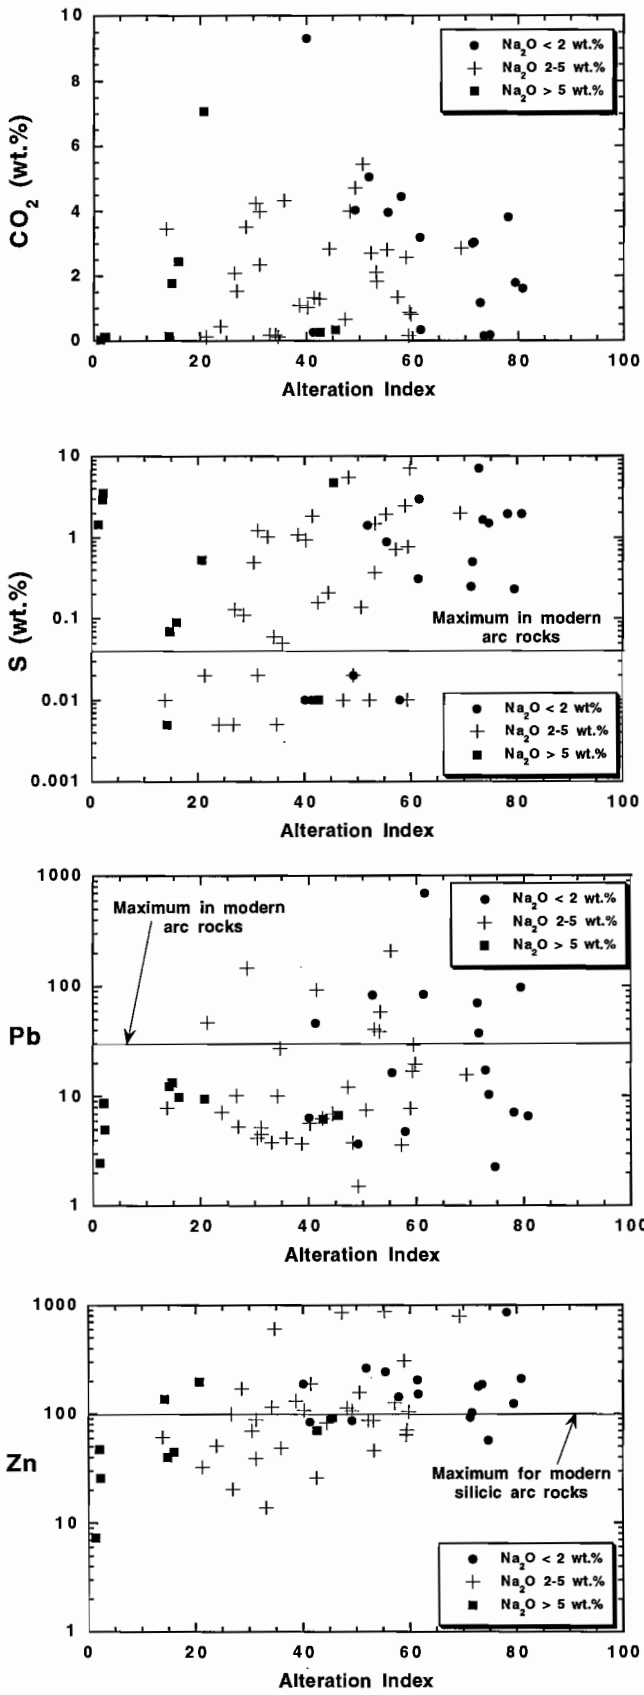 10
Na₂O < 2 wt.%
Na₂O 2-5 wt.%
Na₂O > 5 wt.%
8
6
4
2
0
CO₂ (wt.%)
0 20 40 60 80 100
Alteration Index
10
1
0.1
0.01
0.001
S (wt.%)
Maximum in modern
arc rocks
Na₂O < 2 wt%
Na₂O 2-5 wt.%
Na₂O > 5 wt.%
0 20 40 60 80 100
Alteration Index
1000
100
10
1
Pb
Maximum in modern
arc rocks
Na₂O < 2 wt.%
Na₂O 2-5 wt.%
Na₂O > 5 wt.%
0 20 40 60 80 100
Alteration Index
1000
100
10
1
Zn
Maximum for modern
silicic arc rocks
Na₂O < 2 wt.%
Na₂O 2-5 wt.%
Na₂O > 5 wt.%
0 20 40 60 80 100
Alteration Index